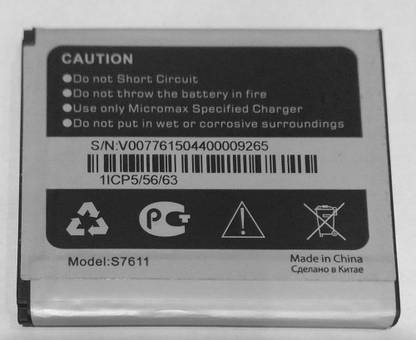 CAUTION
●Do not Short Circuit
●Do not throw the battery in fire
●Use only Micromax Specified Charger
●Do not put in wet or corrosive surroundings
S/N:V007761504400009265
1ICP5/56/63
Model:S7611
Made in China
Сделано в Китае